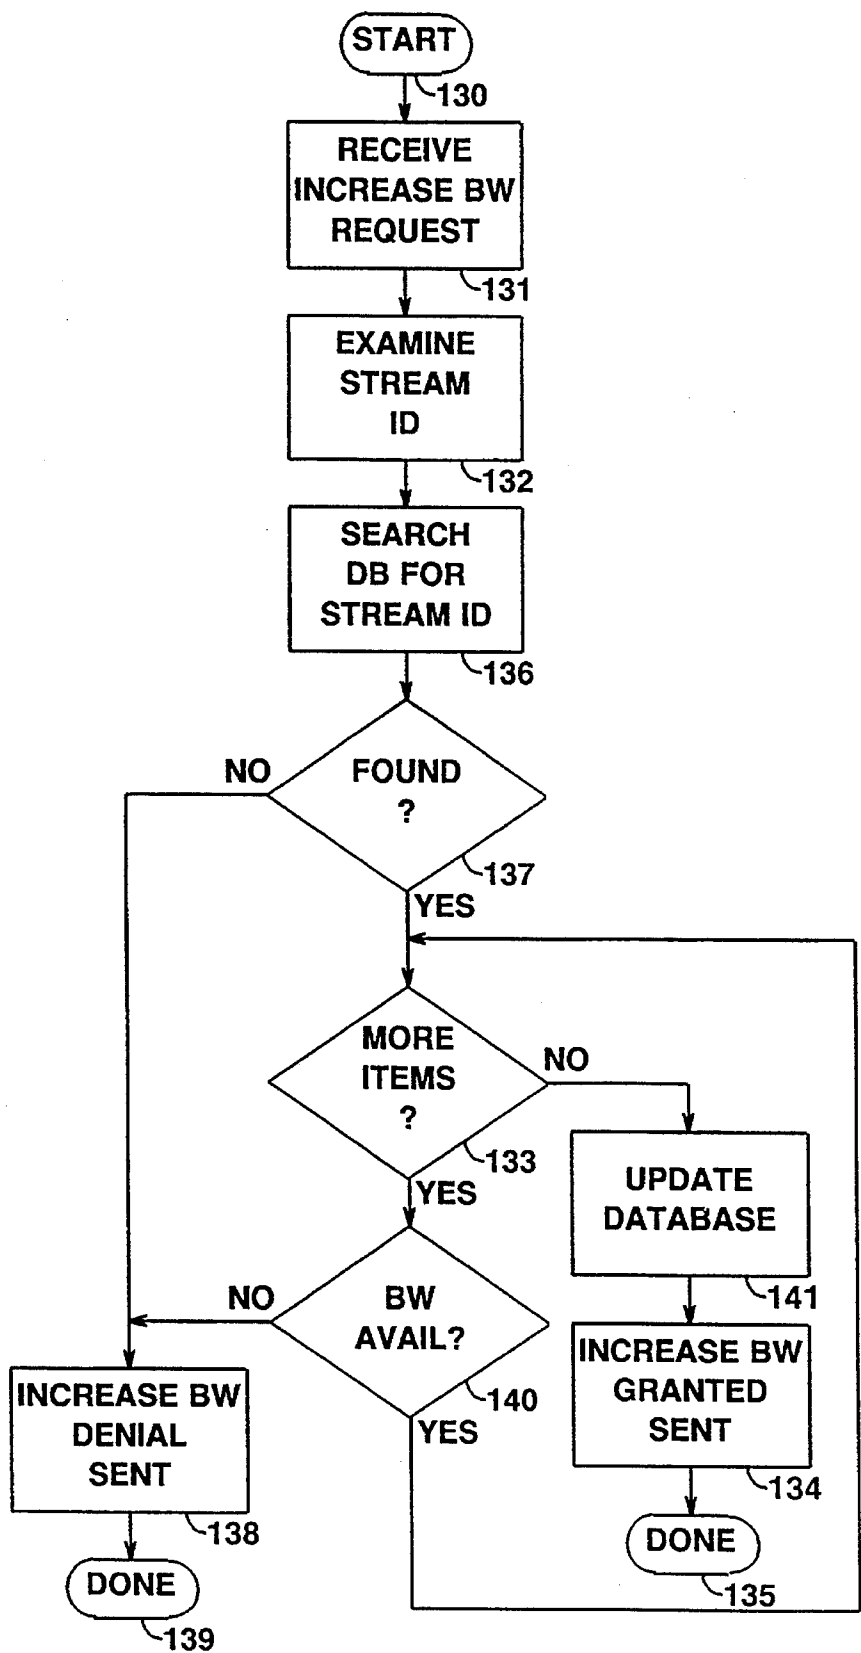 START
130
RECEIVE
INCREASE BW
REQUEST
131
EXAMINE
STREAM
ID
132
SEARCH
DB FOR
STREAM ID
136
NO
FOUND
?
137
YES
MORE
ITEMS
?
NO
133
YES
UPDATE
DATABASE
141
NO
BW
AVAIL?
140
YES
INCREASE BW
GRANTED
SENT
134
INCREASE BW
DENIAL
SENT
138
DONE
135
DONE
139